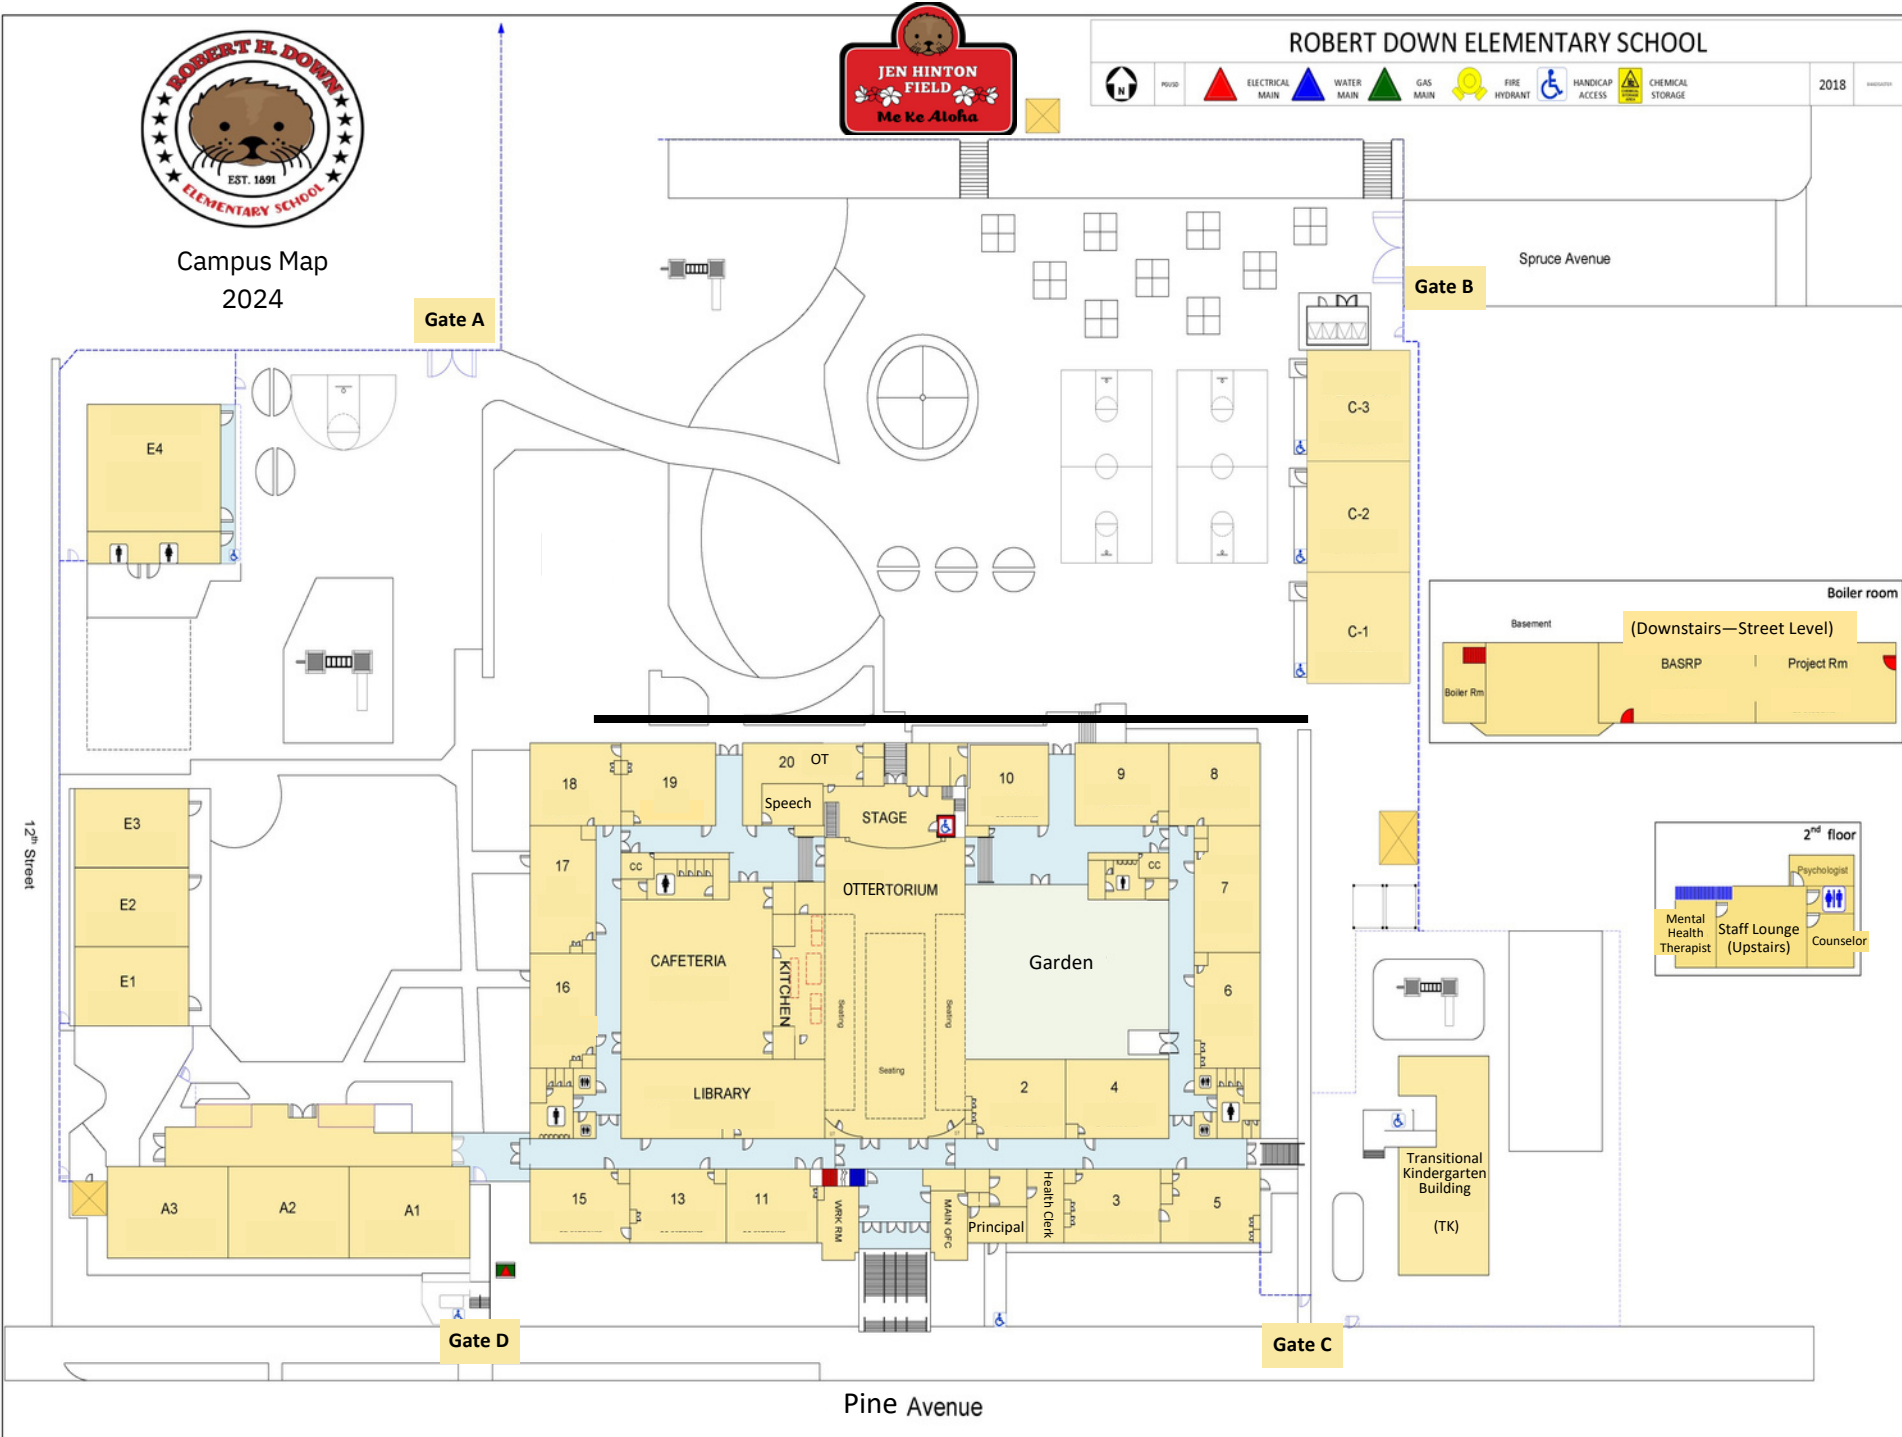 ROBERT H. DOWN
EST. 1891
ELEMENTARY SCHOOL
Campus Map
2024
JEN HINTON
FIELD
Me Ke Aloha
ROBERT DOWN ELEMENTARY SCHOOL
N
PGUSD
ELECTRICAL
MAIN
WATER
MAIN
GAS
MAIN
FIRE
HYDRANT
HANDICAP
ACCESS
CHEMICAL
STORAGE
2018
Gate A
Gate B
Spruce Avenue
E4
C-3
C-2
C-1
Boiler room
Basement
(Downstairs—Street Level)
BASRP
Project Rm
Boiler Rm
12th Street
E3
E2
E1
18
19
20
OT
Speech
STAGE
10
9
8
17
CC
CC
7
OTTERTORIUM
CAFETERIA
KITCHEN
Garden
16
6
Seating
Seating
Seating
LIBRARY
2
4
2nd floor
Psychologist
Mental
Health
Therapist
Staff Lounge
(Upstairs)
Counselor
A3
A2
A1
15
13
11
WRK RM
MAIN OFC
Principal
Health Clerk
3
5
Transitional
Kindergarten
Building
(TK)
Gate D
Gate C
Pine Avenue